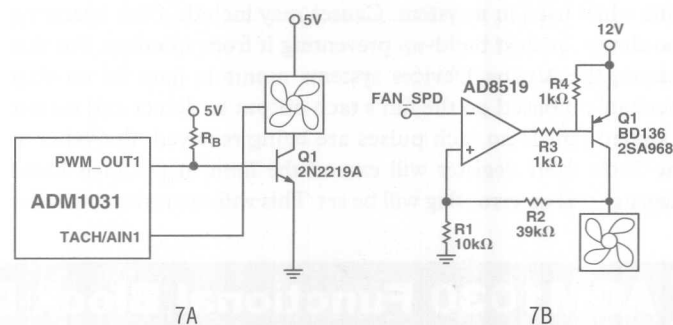 5V
5V
R_B
PWM_OUT1
ADM1031
TACH/AIN1
Q1
2N2219A
7A
12V
FAN_SPD
AD8519
R4
1kΩ
R3
1kΩ
Q1
BD136
2SA968
R2
39kΩ
R1
10kΩ
7B